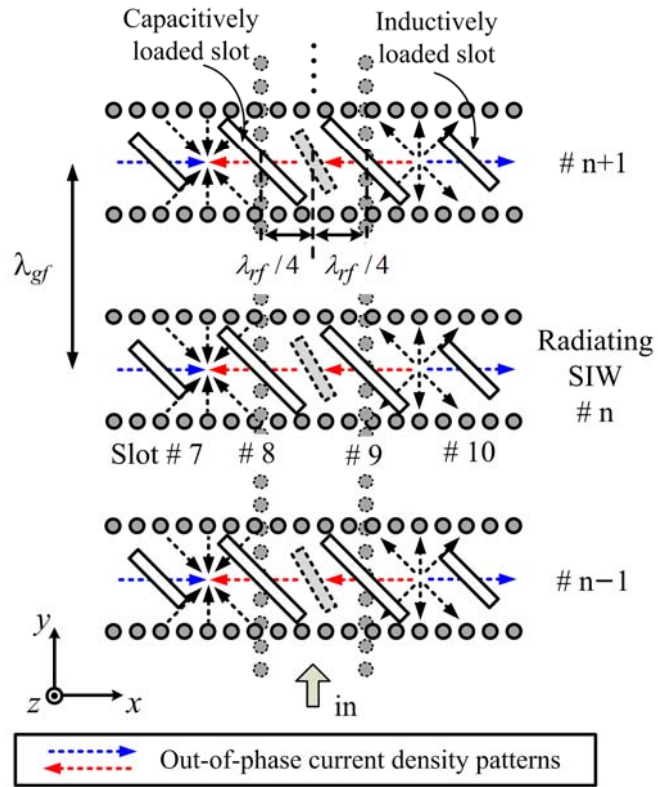 Capacitively
loaded slot
Inductively
loaded slot
# n+1
λrf /4 λrf /4
λgf
Radiating
SIW
# n
Slot # 7 # 8 # 9 # 10
# n−1
y
z x
in
Out-of-phase current density patterns